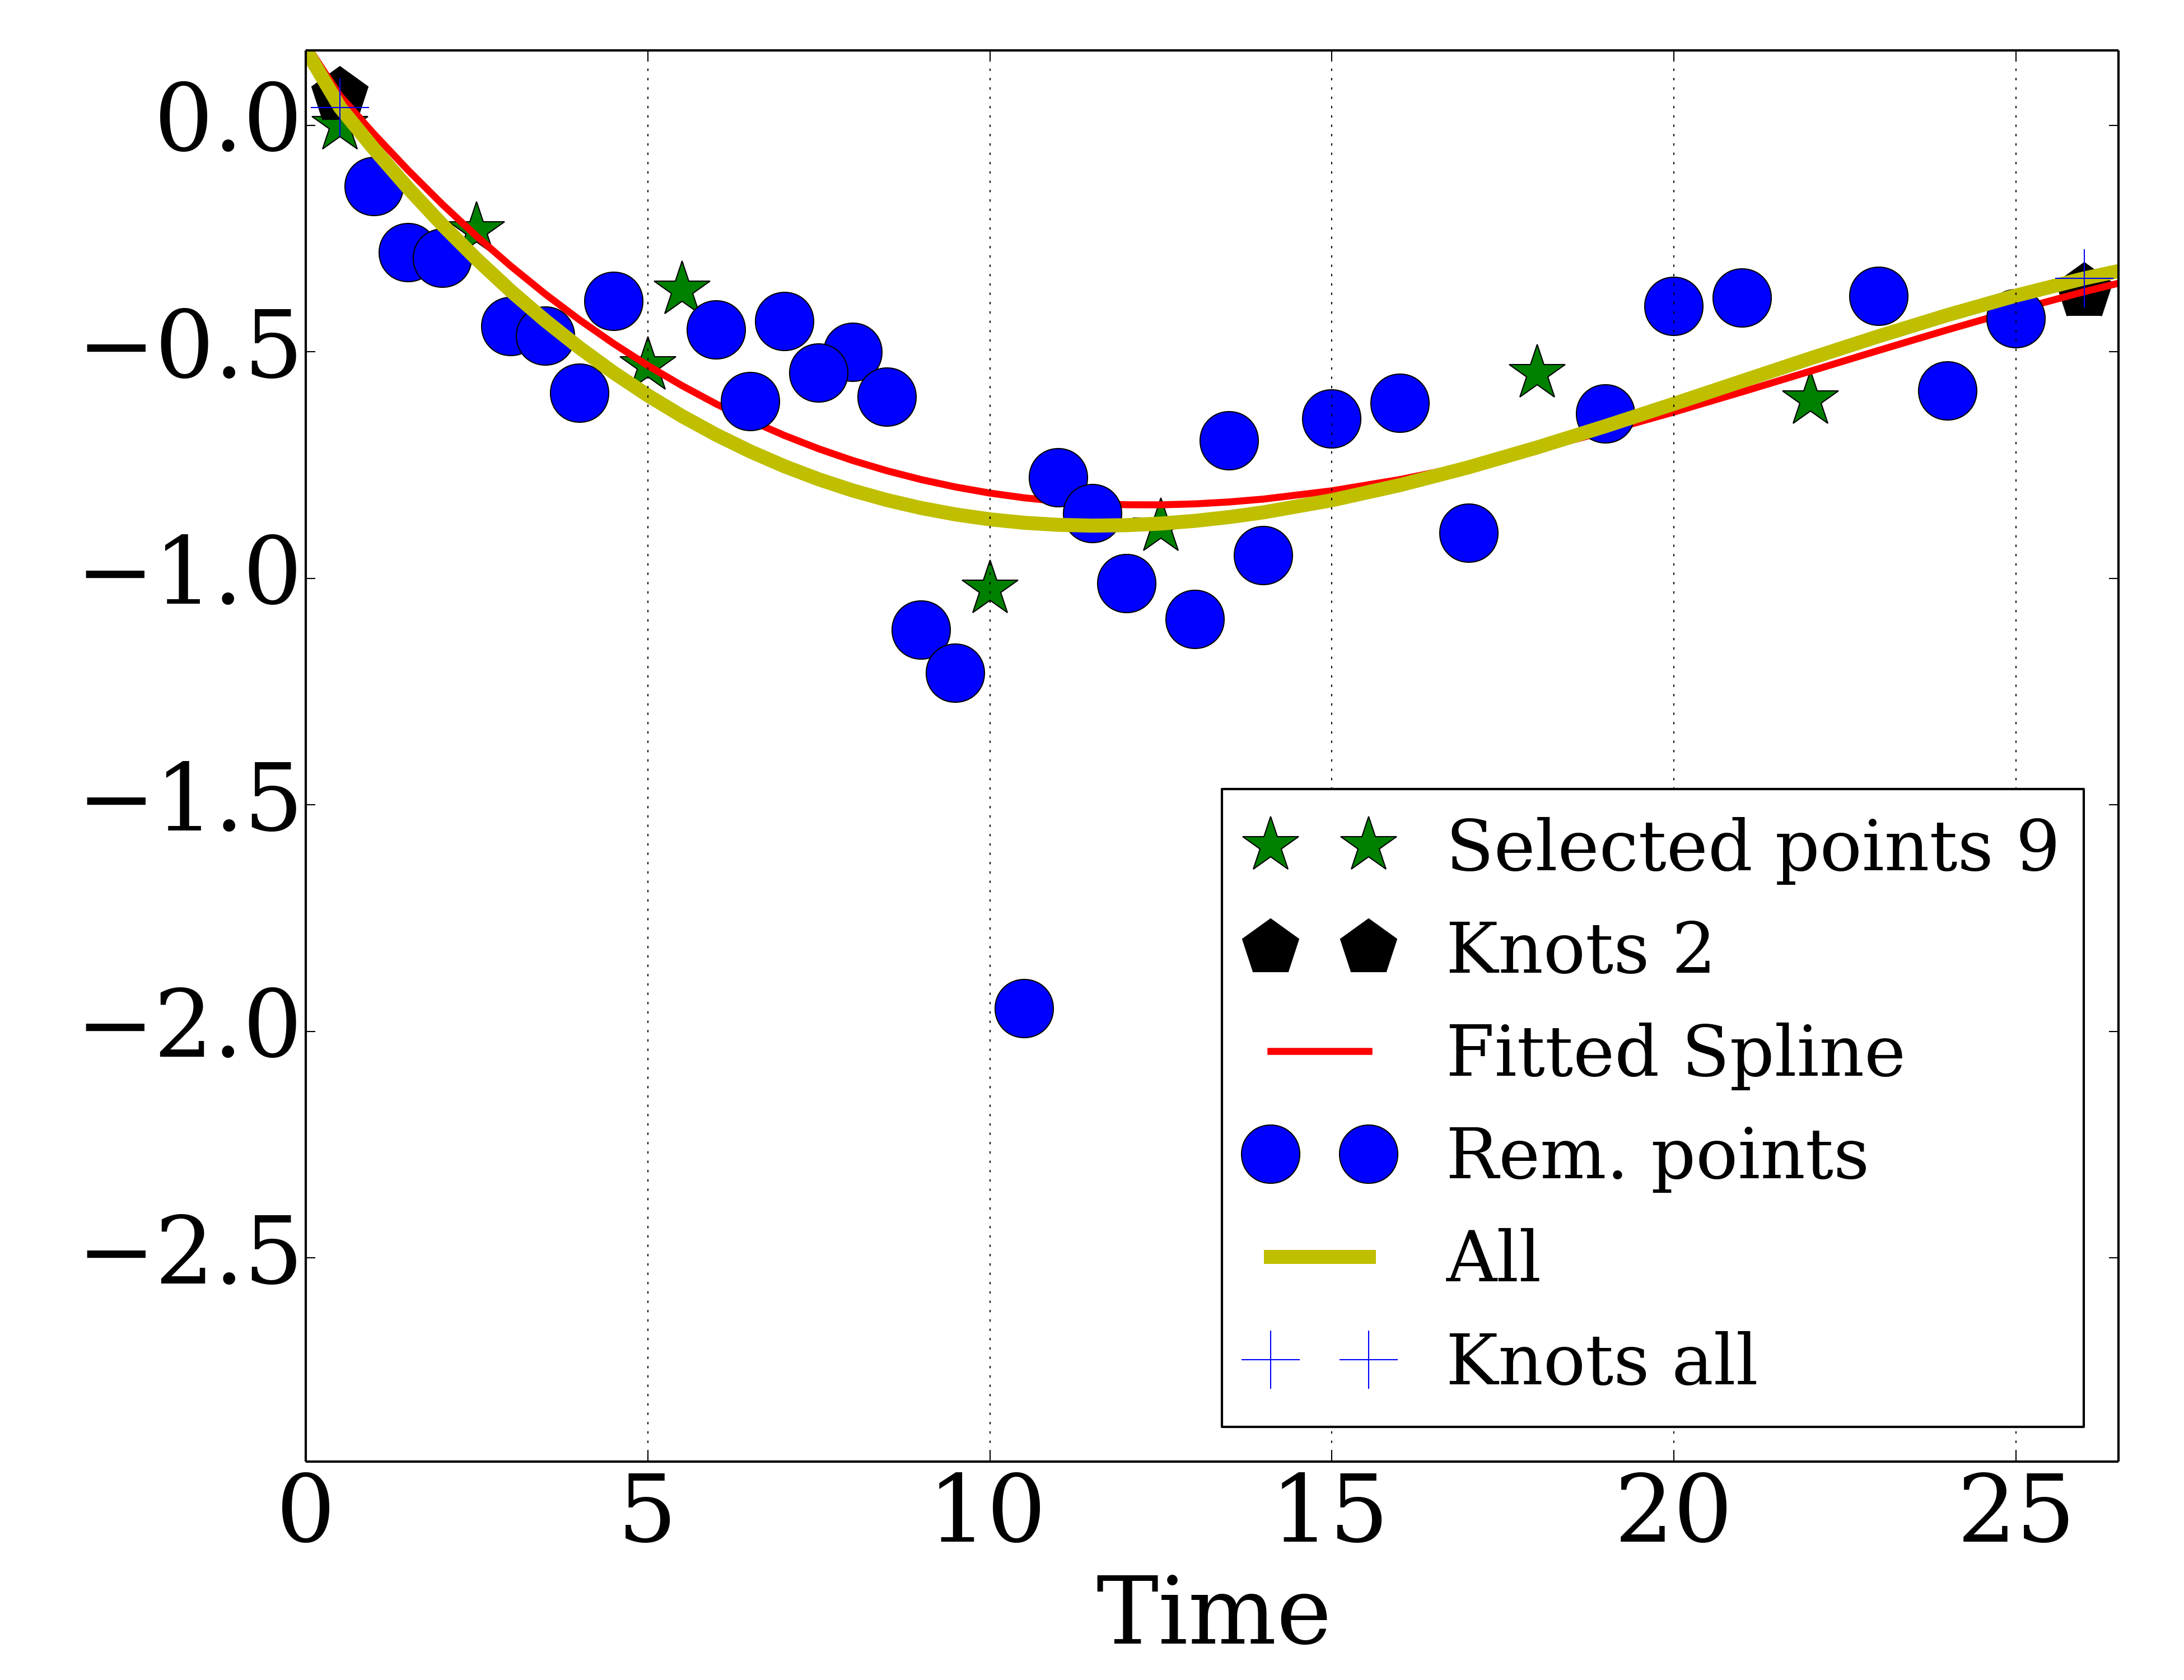 0.0
−0.5
−1.0
−1.5
−2.0
−2.5
Selected points 9
Knots 2
Fitted Spline
Rem. points
All
Knots all
0 5 10 15 20 25
Time